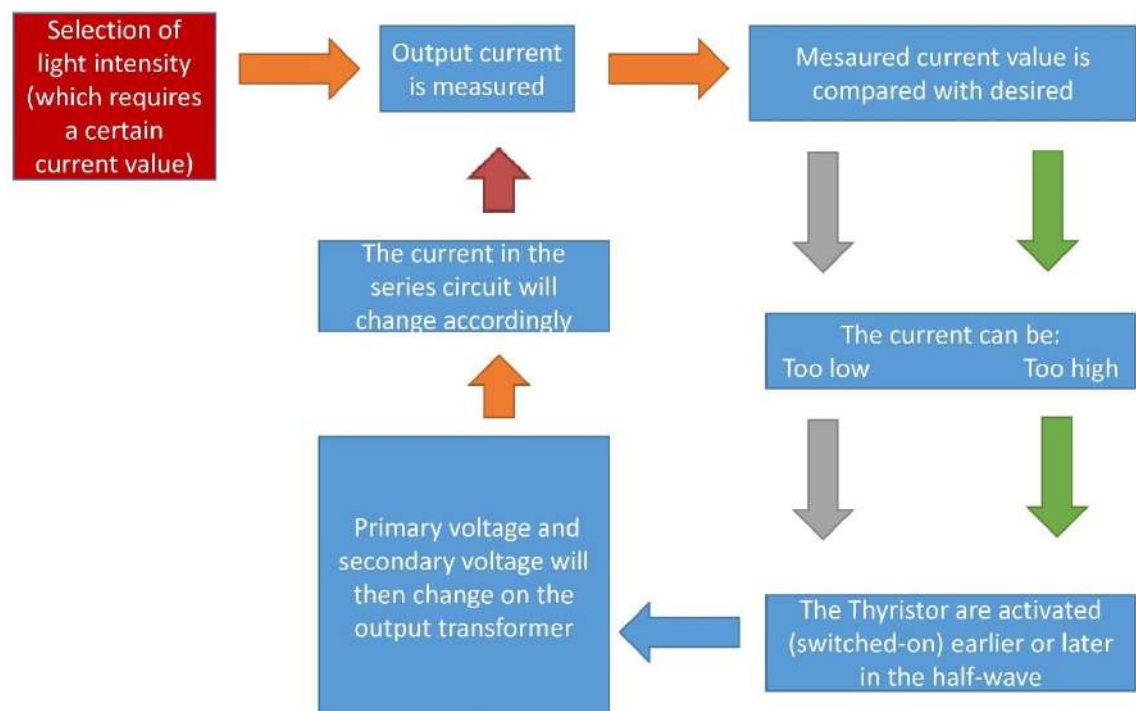 Selection of
light intensity
(which requires
a certain
current value)
Output current
is measured
Mesaured current value is
compared with desired
The current in the
series circuit will
change accordingly
The current can be:
Too low Too high
Primary voltage and
secondary voltage will
then change on the
output transformer
The Thyristor are activated
(switched-on) earlier or later
in the half-wave